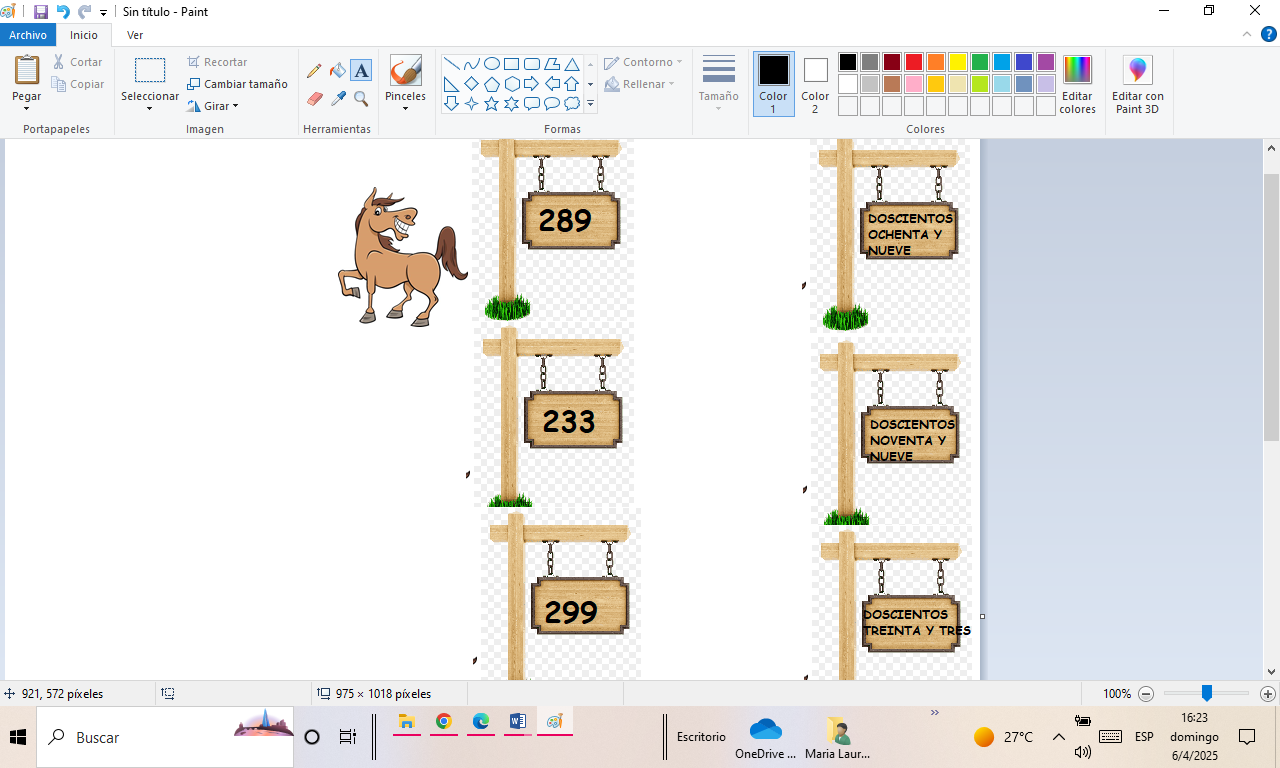 Sin título - Paint
Archivo
Inicio
Ver
Pegar
Cortar
Copiar
Portapapeles
Seleccionar
Recortar
Cambiar tamaño
Girar
Imagen
A
Herramientas
Pinceles
Contorno
Rellenar
Formas
Tamaño
Color
1
Color
2
Editar
colores
Colores
Editar con
Paint 3D
289
DOSCIENTOS
OCHENTA Y
NUEVE
233
DOSCIENTOS
NOVENTA Y
NUEVE
299
DOSCIENTOS
TREINTA Y TRES
921, 572 píxeles
975 × 1018 píxeles
100%
Buscar
Escritorio
OneDrive ...
Maria Laur...
27°C
ESP
16:23
domingo
6/4/2025